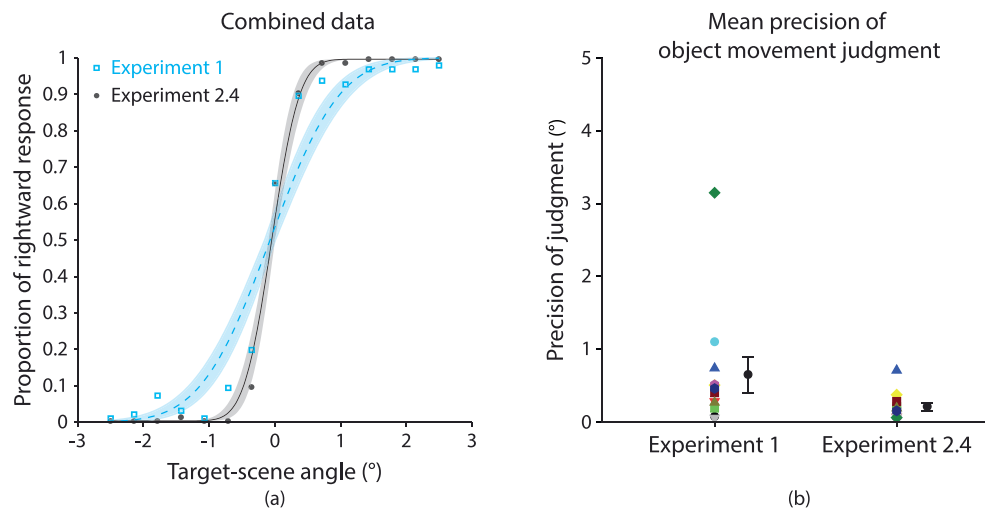 Combined data
1
0.9
0.8
0.7
0.6
0.5
0.4
0.3
0.2
0.1
0
Proportion of rightward response
Experiment 1
Experiment 2.4
-3
-2
-1
0
1
2
3
Target-scene angle (°)
(a)
Mean precision of
object movement judgment
5
4
3
2
1
0
Precision of judgment (°)
Experiment 1
Experiment 2.4
(b)